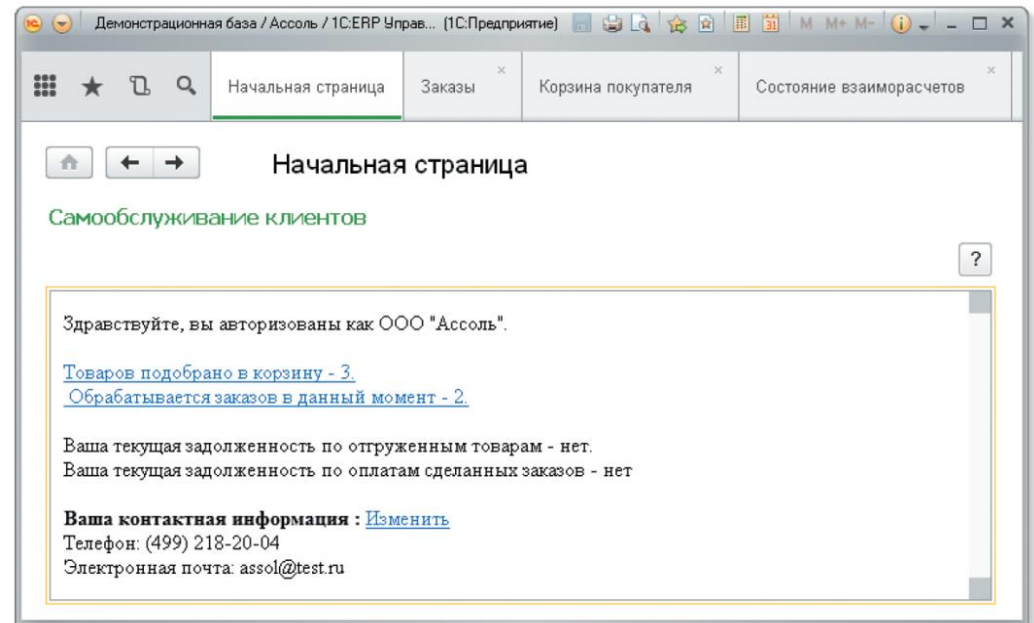 Демонстрационная база / Ассоль / 1С:ERP Управ... (1С:Предприятие) M M+ M-
Начальная страница Заказы Корзина покупателя Состояние взаиморасчетов
Начальная страница
Самообслуживание клиентов
?
Здравствуйте, вы авторизованы как ООО "Ассоль".
Товаров подобрано в корзину - 3.
Обрабатывается заказов в данный момент - 2.
Ваша текущая задолженность по отгруженным товарам - нет.
Ваша текущая задолженность по оплатам сделанных заказов - нет
Ваша контактная информация : Изменить
Телефон: (499) 218-20-04
Электронная почта: assol@test.ru